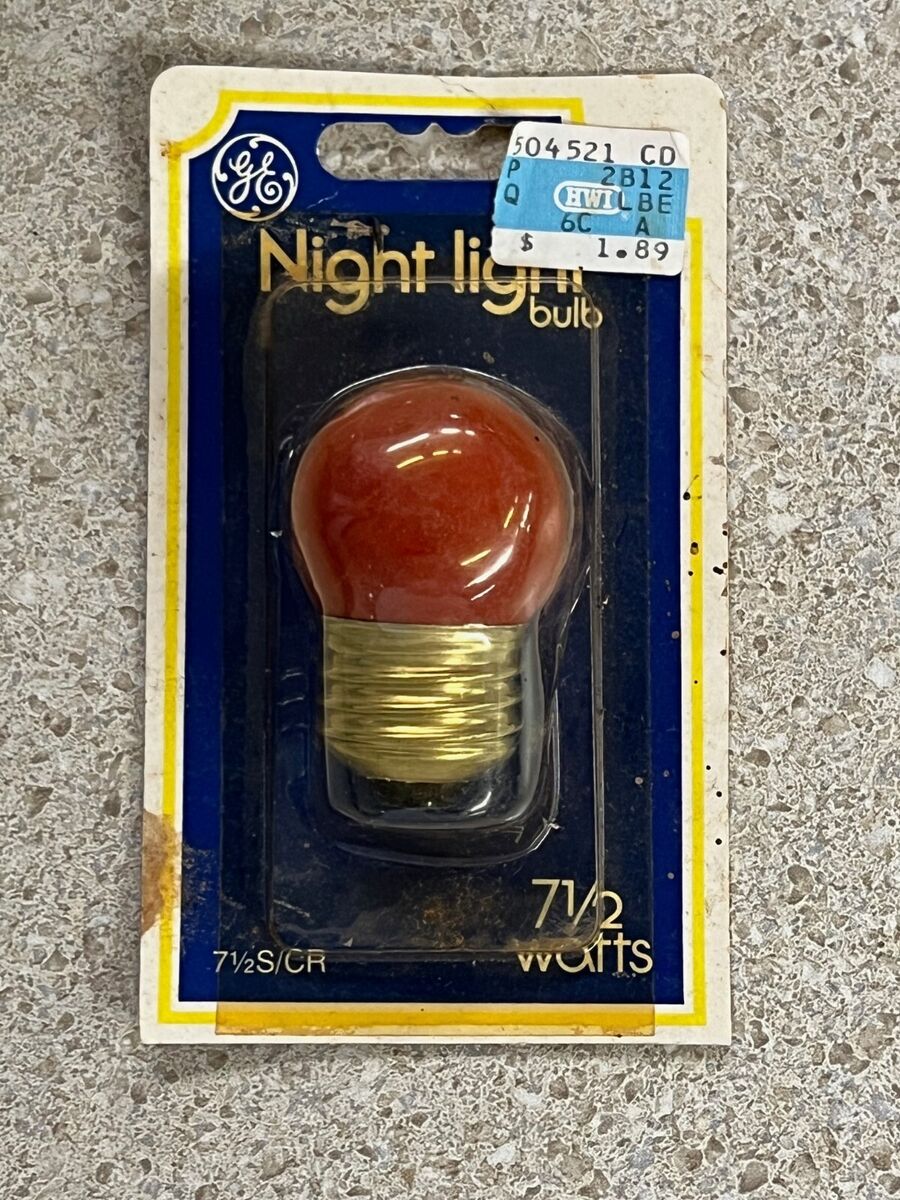 GE
504521 CD
P 2B12
Q HWI LBE
6C A
$ 1.89
Night light
bulb
7½
watts
7½S/CR